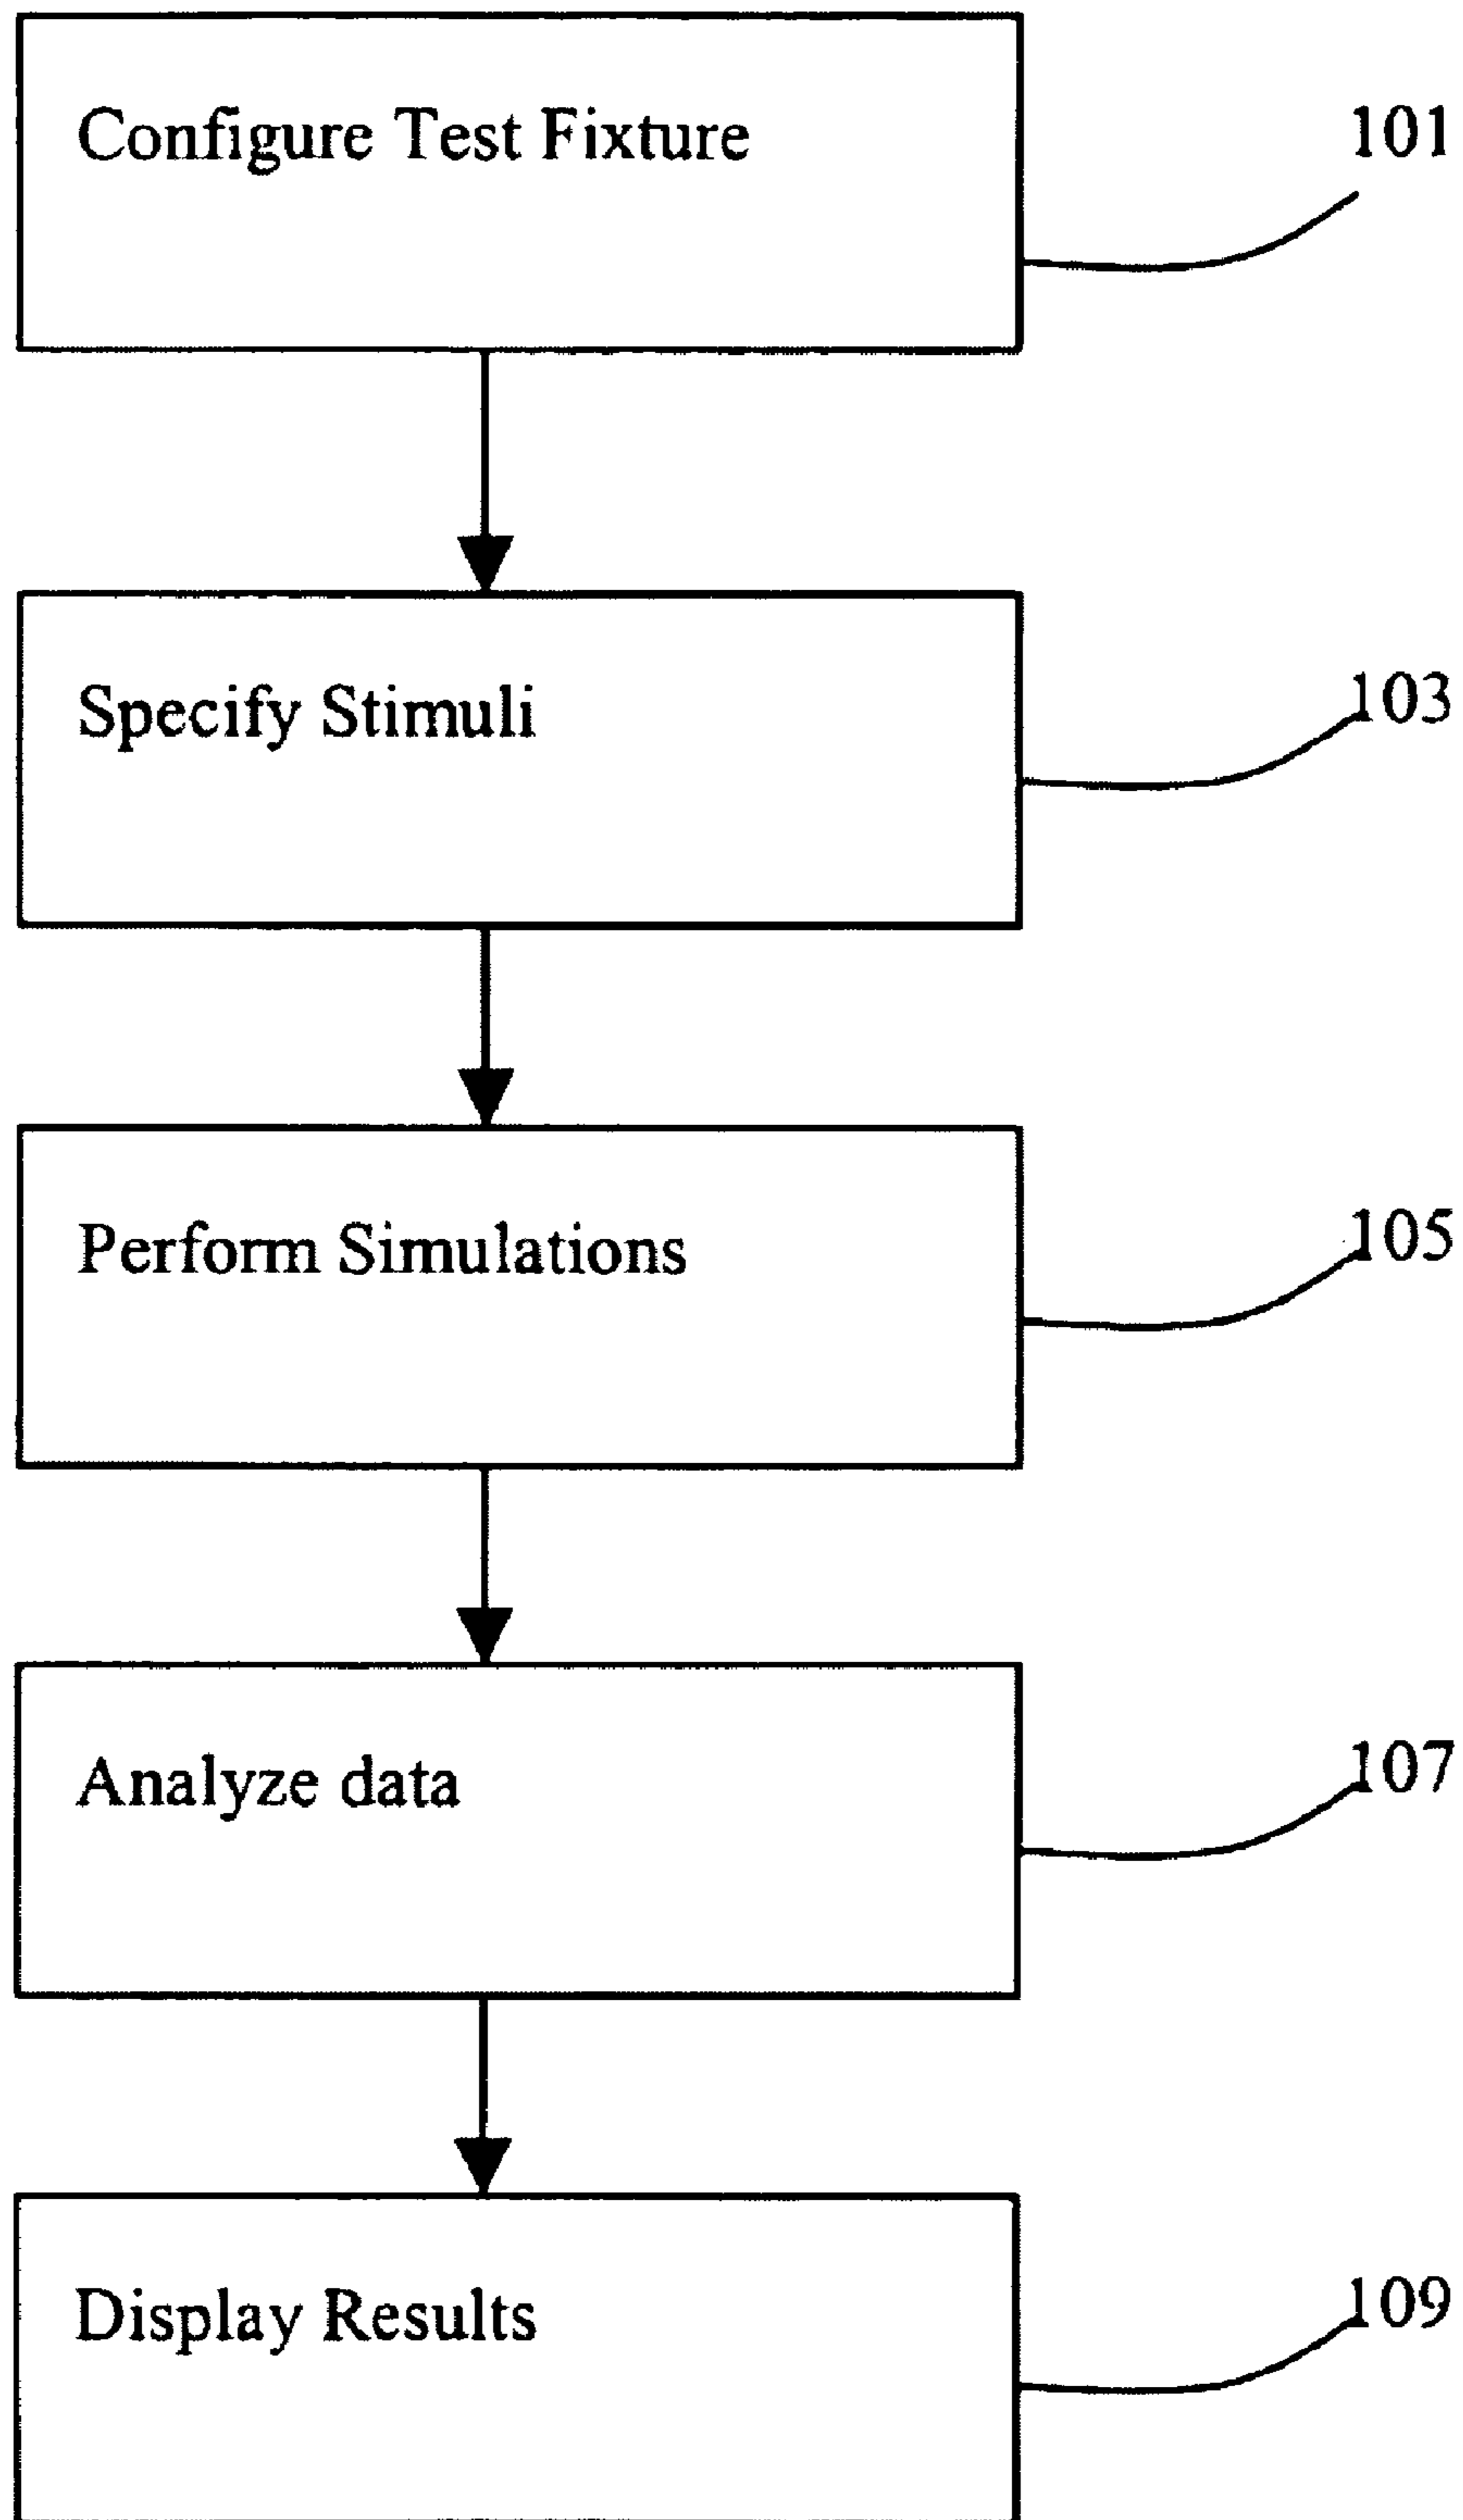 Configure Test Fixture
101
Specify Stimuli
103
Perform Simulations
105
Analyze data
107
Display Results
109